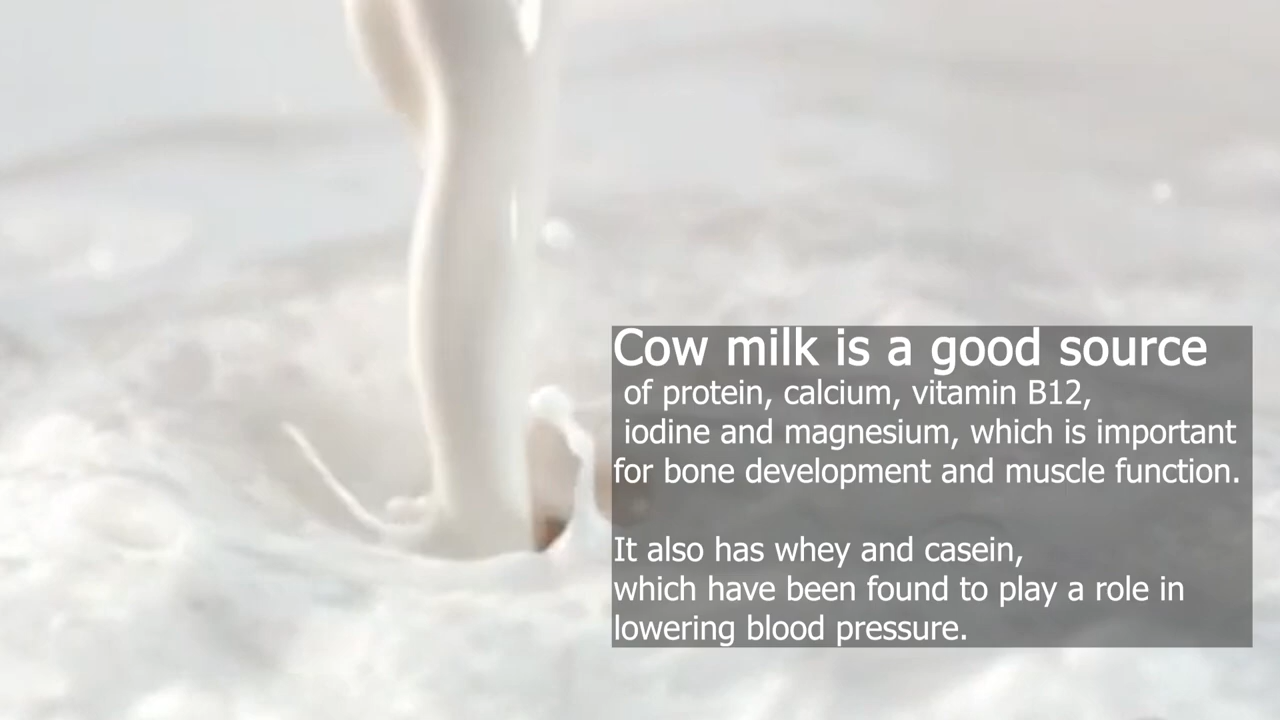 Cow milk is a good source
of protein, calcium, vitamin B12,
iodine and magnesium, which is important
for bone development and muscle function.
It also has whey and casein,
which have been found to play a role in
lowering blood pressure.